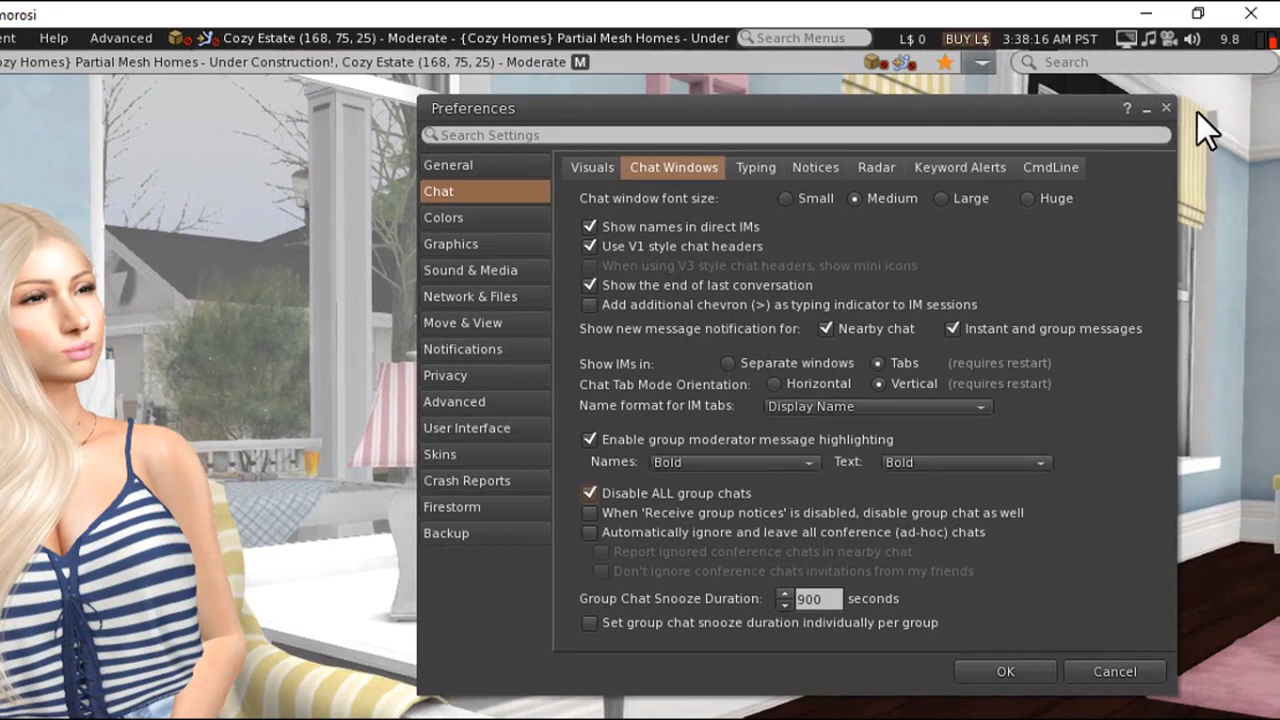 morosi
nt Help Advanced Cozy Estate (168, 75, 25) - Moderate - {Cozy Homes} Partial Mesh Homes - Under Search Menus L$ 0 BUY L$ 3:38:16 AM PST 9.8
ozy Homes} Partial Mesh Homes - Under Construction!, Cozy Estate (168, 75, 25) - Moderate M Search
Preferences ?
Search Settings
General
Chat
Colors
Graphics
Sound & Media
Network & Files
Move & View
Notifications
Privacy
Advanced
User Interface
Skins
Crash Reports
Firestorm
Backup
Visuals Chat Windows Typing Notices Radar Keyword Alerts CmdLine
Chat window font size: Small Medium Large Huge
Show names in direct IMs
Use V1 style chat headers
When using V3 style chat headers, show mini icons
Show the end of last conversation
Add additional chevron (>) as typing indicator to IM sessions
Show new message notification for: Nearby chat Instant and group messages
Show IMs in: Separate windows Tabs (requires restart)
Chat Tab Mode Orientation: Horizontal Vertical (requires restart)
Name format for IM tabs: Display Name
Enable group moderator message highlighting
Names: Bold Text: Bold
Disable ALL group chats
When 'Receive group notices' is disabled, disable group chat as well
Automatically ignore and leave all conference (ad-hoc) chats
Report ignored conference chats in nearby chat
Don't ignore conference chats invitations from my friends
Group Chat Snooze Duration: 900 seconds
Set group chat snooze duration individually per group
OK Cancel